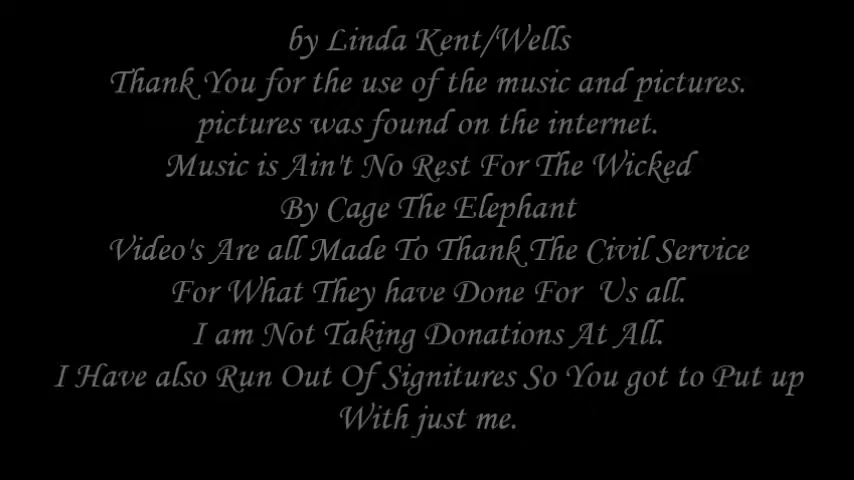 by Linda Kent/Wells
Thank You for the use of the music and pictures.
pictures was found on the internet.
Music is Ain't No Rest For The Wicked
By Cage The Elephant
Video's Are all Made To Thank The Civil Service
For What They have Done For  Us all.
I am Not Taking Donations At All.
I Have also Run Out Of Signitures So You got to Put up
With just me.